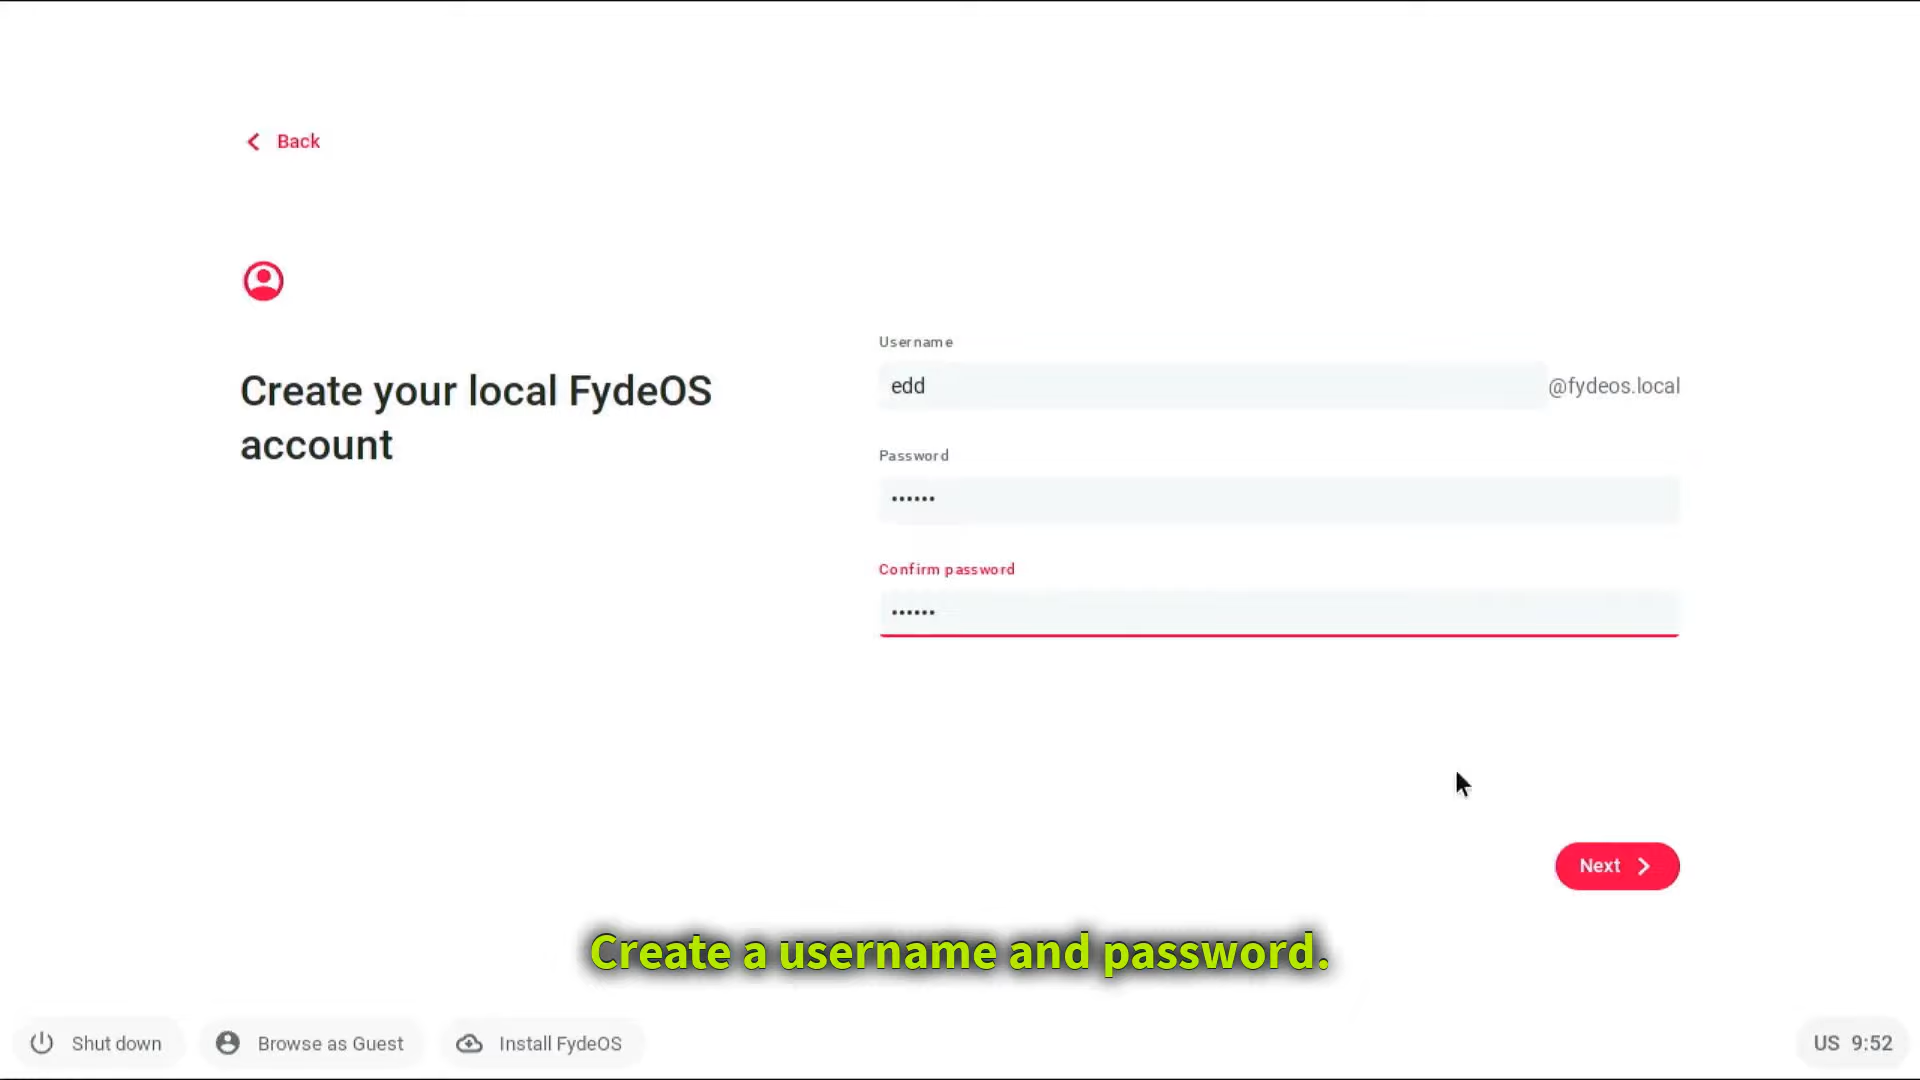 Back
Create your local FydeOS
account
Username
edd
@fydeos.local
Password
••••••
Confirm password
••••••
Next
Create a username and password.
Shut down
Browse as Guest
Install FydeOS
US 9:52